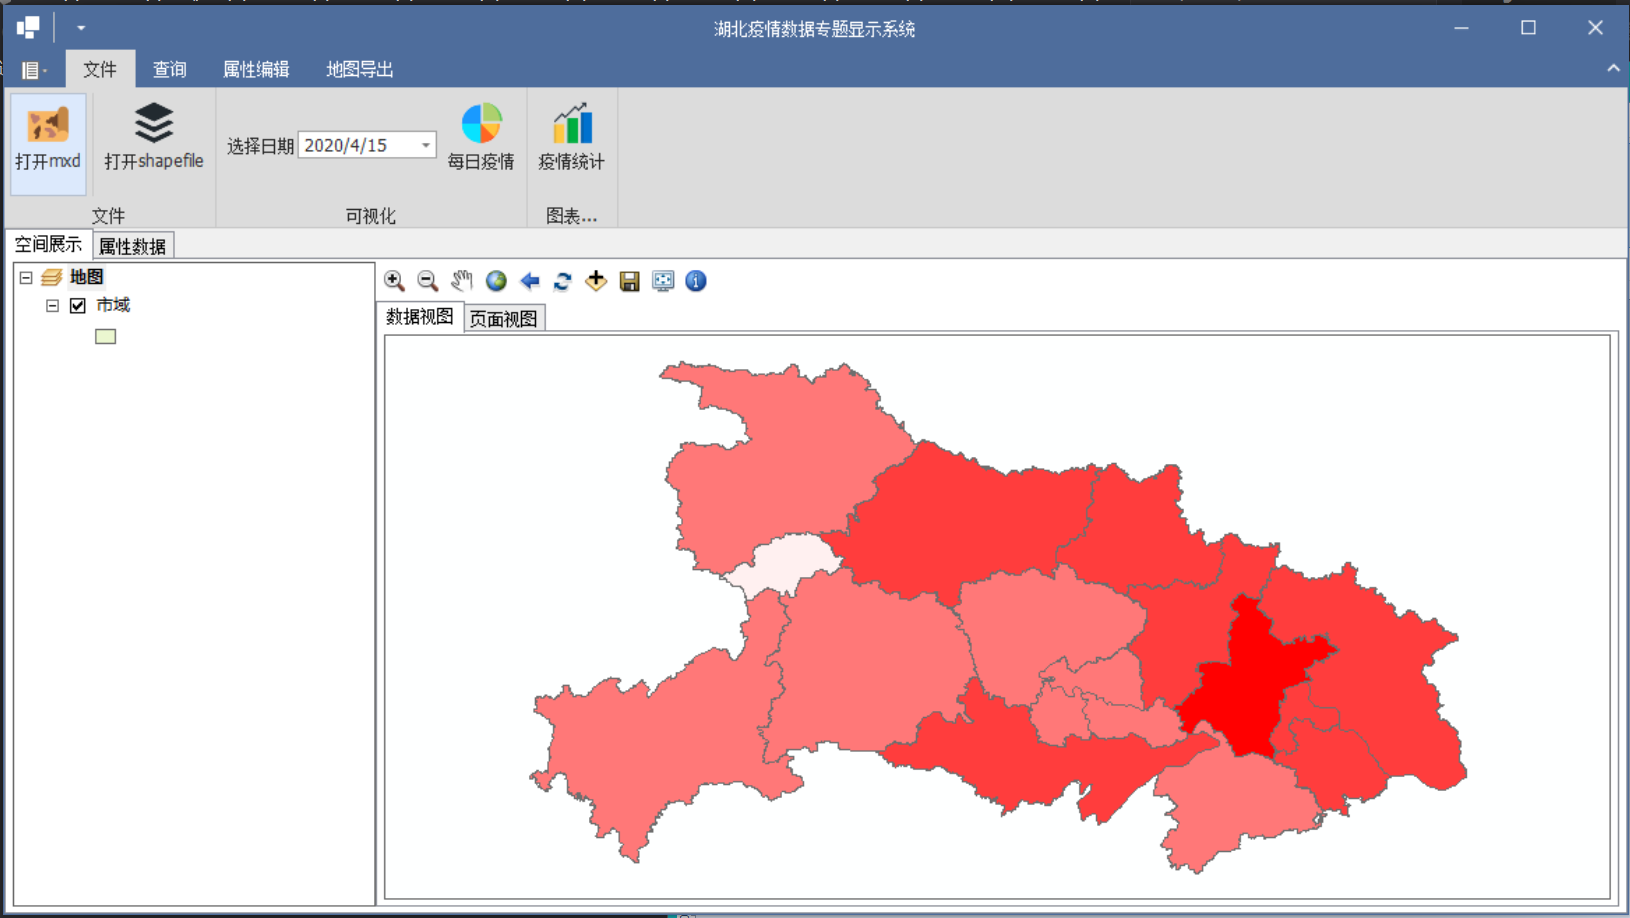 湖北疫情数据专题显示系统
文件 查询 属性编辑 地图导出
打开mxd 打开shapefile 选择日期 2020/4/15 每日疫情 疫情统计
文件 可视化 图表...
空间展示 属性数据
地图
市域
数据视图 页面视图